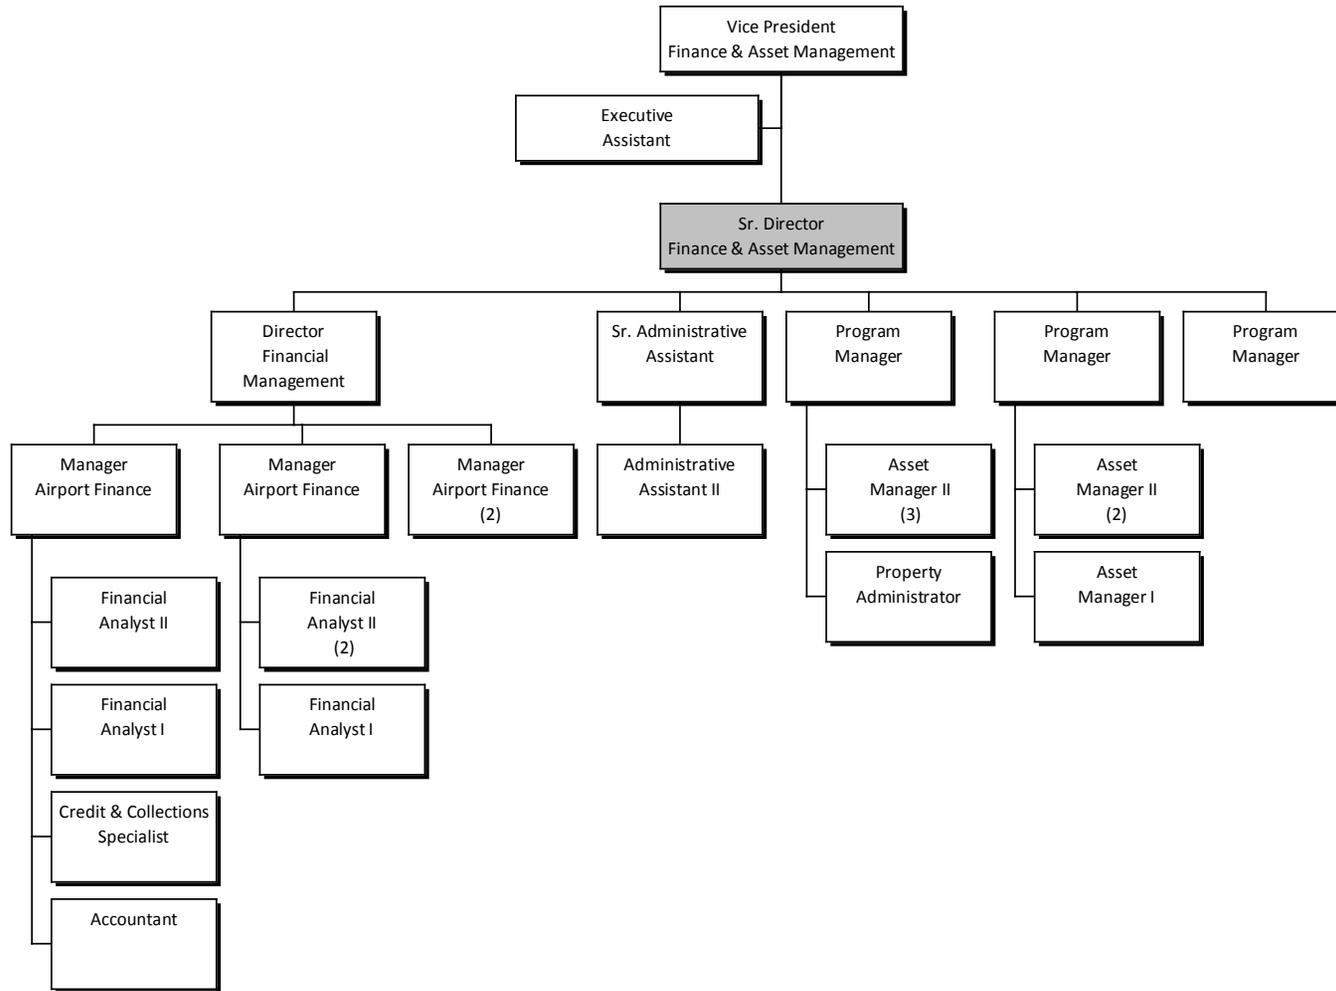 Vice President
Finance & Asset Management
Executive
Assistant
Sr. Director
Finance & Asset Management
Director
Financial
Management
Sr. Administrative
Assistant
Program
Manager
Program
Manager
Program
Manager
Manager
Airport Finance
Manager
Airport Finance
Manager
Airport Finance
(2)
Administrative
Assistant II
Asset
Manager II
(3)
Asset
Manager II
(2)
Property
Administrator
Asset
Manager I
Financial
Analyst II
Financial
Analyst II
(2)
Financial
Analyst I
Financial
Analyst I
Credit & Collections
Specialist
Accountant